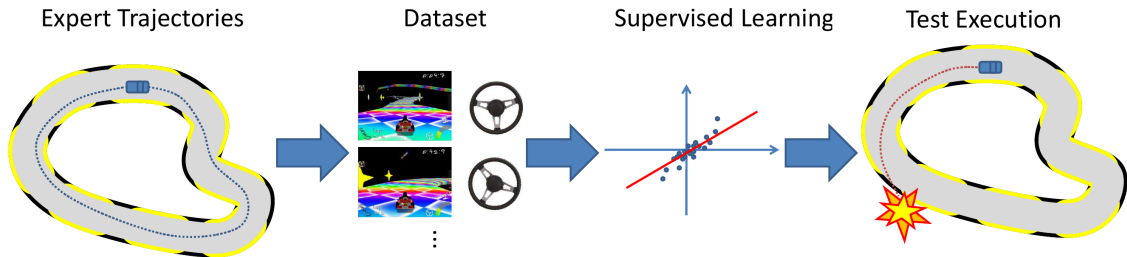 Expert Trajectories
Dataset
Supervised Learning
Test Execution